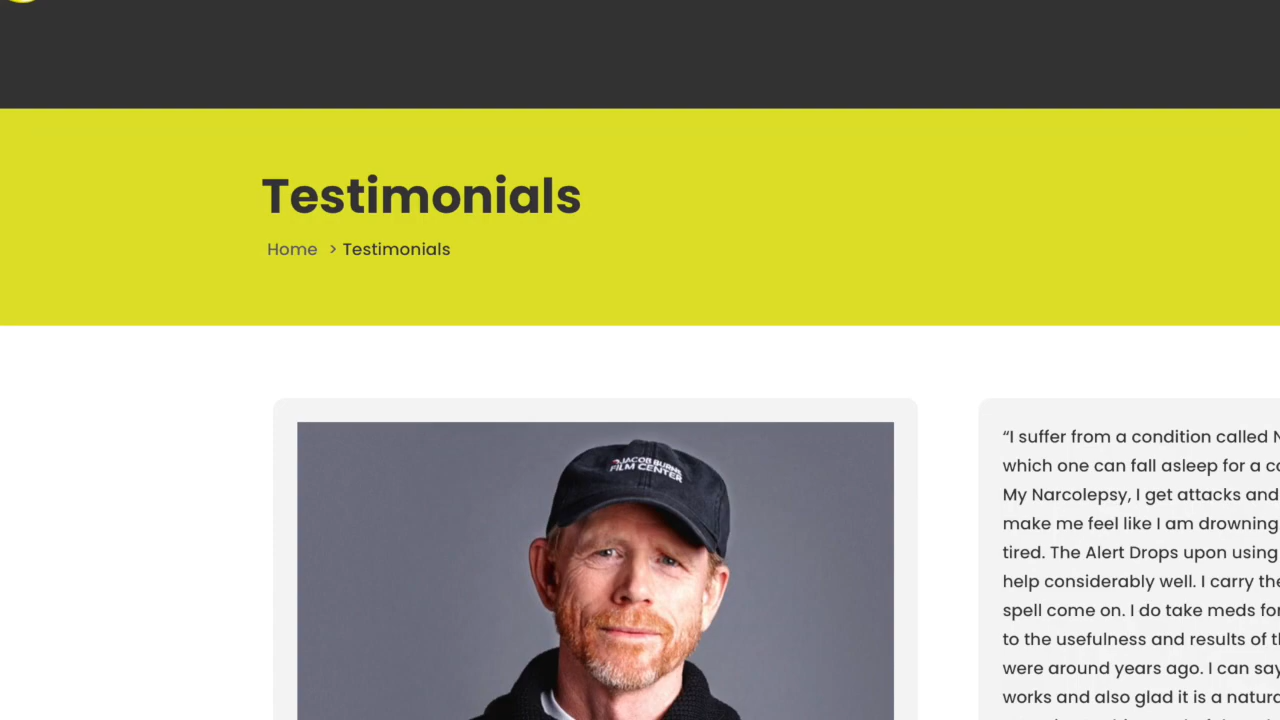 Testimonials
Home > Testimonials
JACOB BURNS
FILM CENTER
“I suffer from a condition called
which one can fall asleep for a
My Narcolepsy, I get attacks and
make me feel like I am drowning
tired. The Alert Drops upon using
help considerably well. I carry
spell come on. I do take meds
to the usefulness and results of
were around years ago. I can say
works and also glad it is a